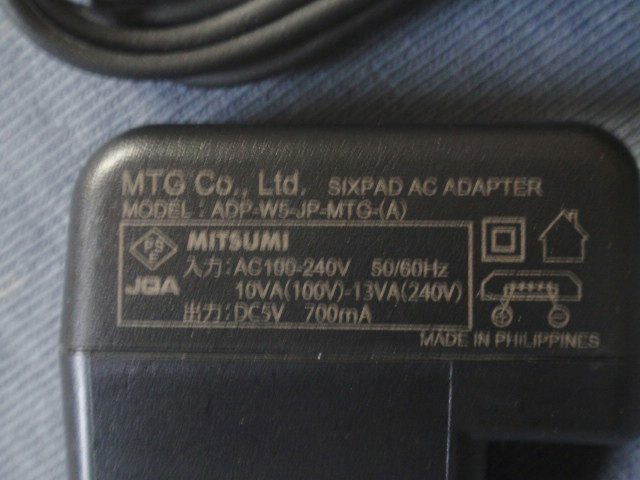 MTG Co., Ltd. SIXPAD AC ADAPTER
MODEL : ADP-W5-JP-MTG-(A)
PSE MITSUMI
入力 : AC100-240V 50/60Hz
JQA 10VA(100V)-13VA(240V)
出力 : DC5V 700mA
MADE IN PHILIPPINES